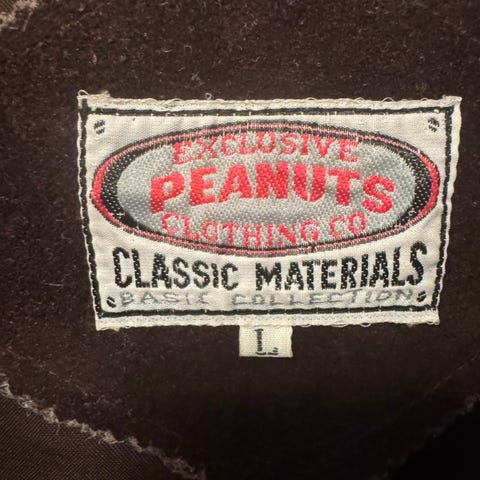 EXCLUSIVE
PEANUTS
CLOTHING CO
CLASSIC MATERIALS
BASIC COLLECTION
L